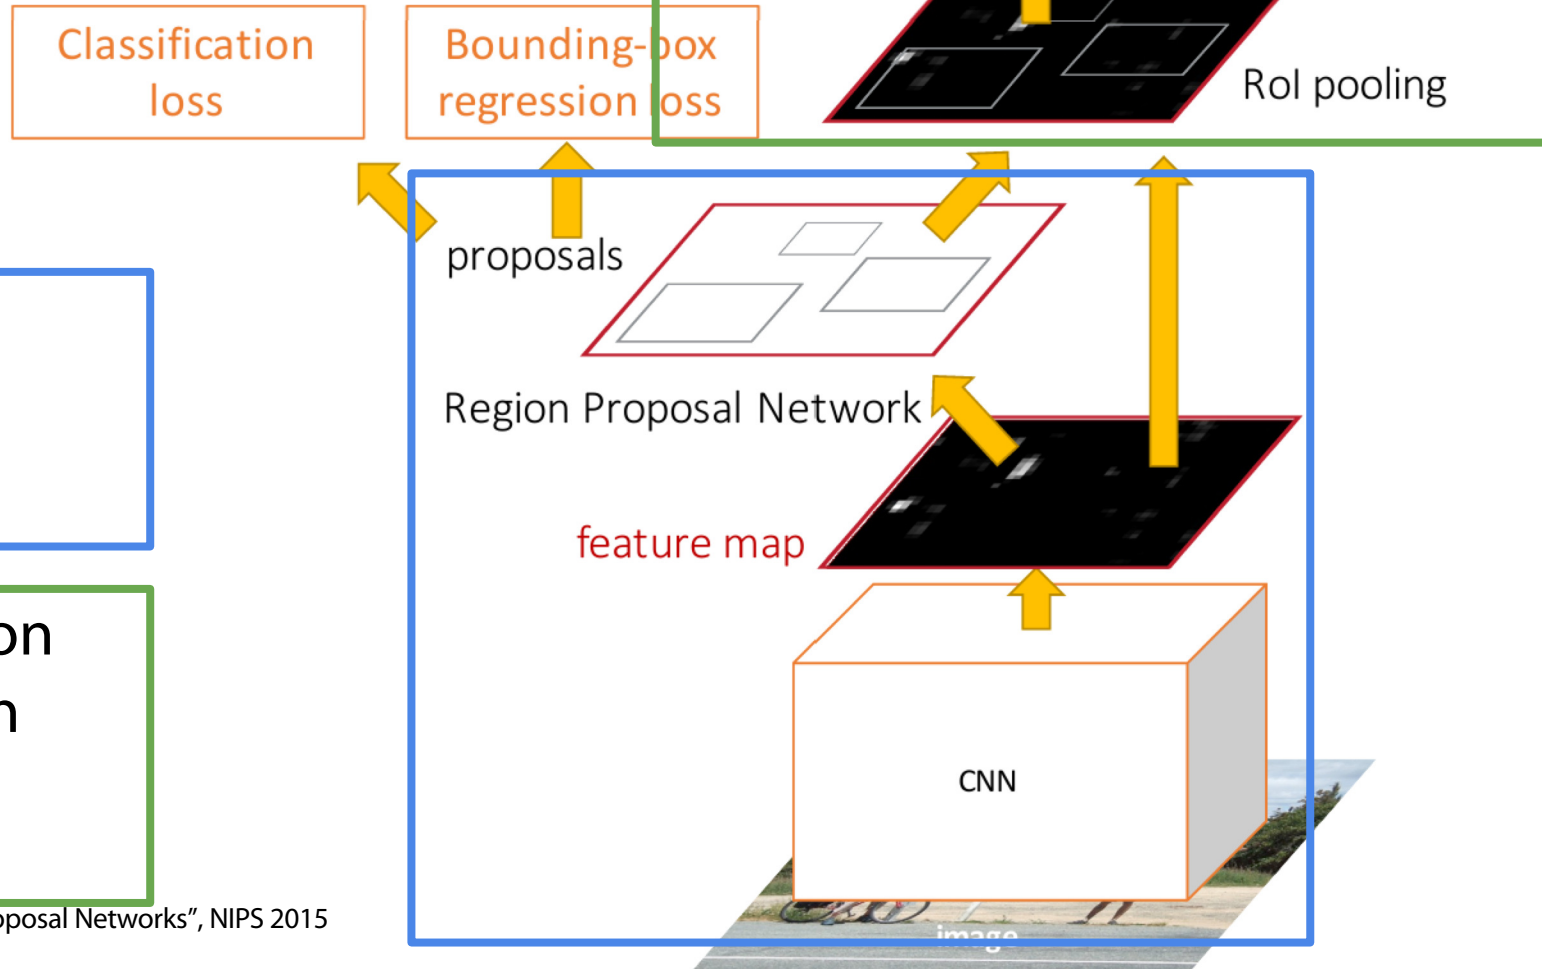 Classification
loss
Bounding-box
regression loss
RoI pooling
proposals
Region Proposal Network
feature map
CNN
image
on
n
oposal Networks”, NIPS 2015